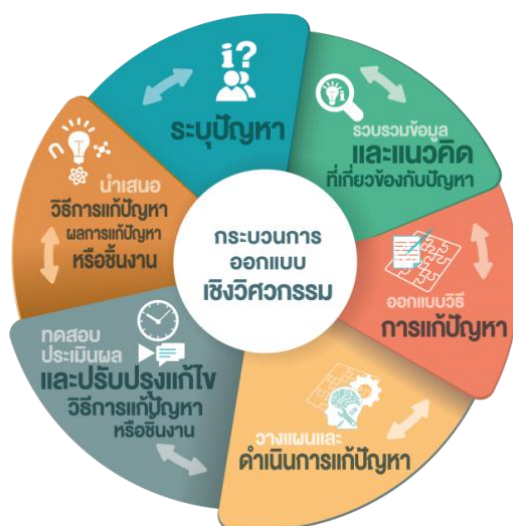 กระบวนการ
ออกแบบ
เชิงวิศวกรรม
i?
ระบุปัญหา
รวบรวมข้อมูล
และแนวคิด
ที่เกี่ยวข้องกับปัญหา
ออกแบบวิธี
การแก้ปัญหา
วางแผนและ
ดำเนินการแก้ปัญหา
ทดสอบ
ประเมินผล
และปรับปรุงแก้ไข
วิธีการแก้ปัญหา
หรือชิ้นงาน
นำเสนอ
วิธีการแก้ปัญหา
ผลการแก้ปัญหา
หรือชิ้นงาน